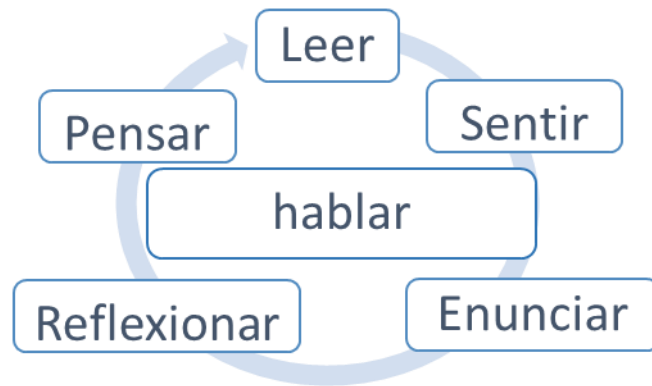 Leer
Sentir
Pensar
hablar
Enunciar
Reflexionar